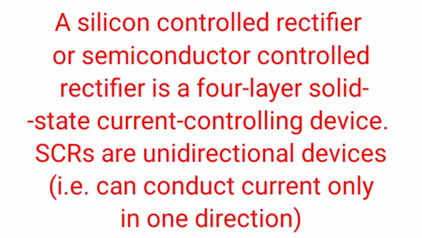 A silicon controlled rectifier
or semiconductor controlled
rectifier is a four-layer solid-
-state current-controlling device.
SCRs are unidirectional devices
(i.e. can conduct current only
in one direction)